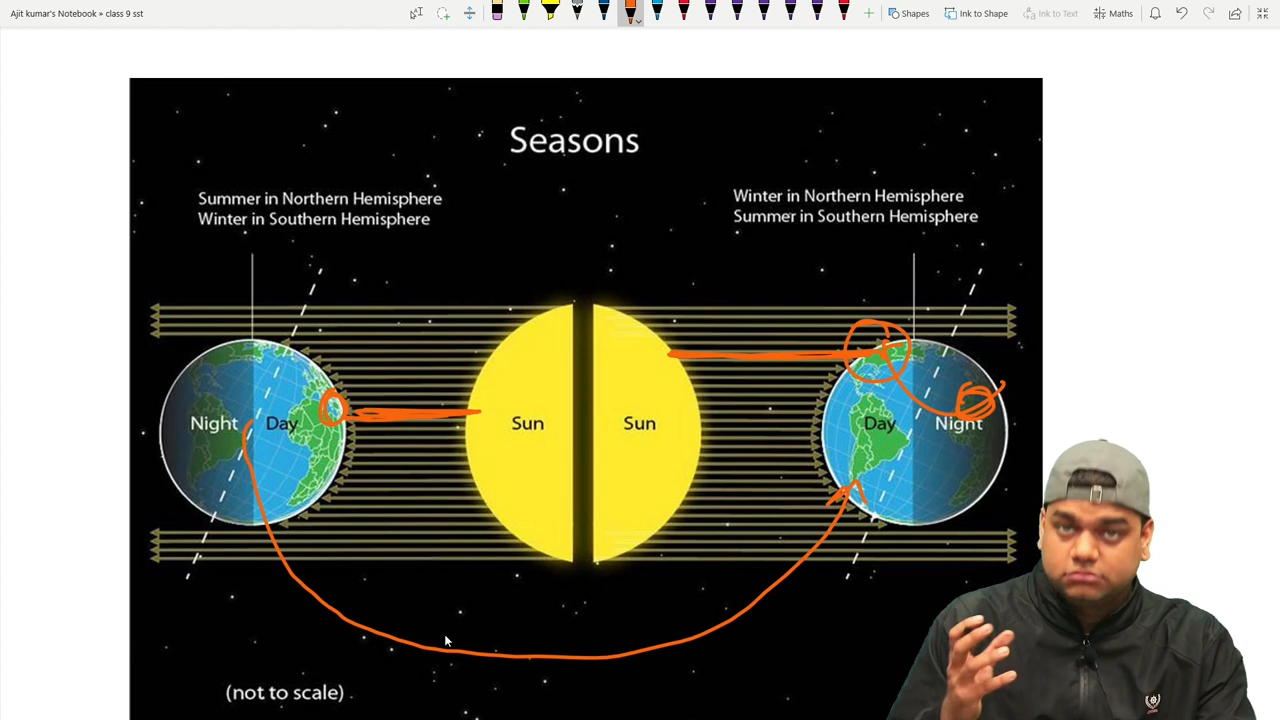 Ajit kumar's Notebook » class 9 sst
Shapes
Ink to Shape
Ink to Text
Maths
Seasons
Summer in Northern Hemisphere
Winter in Southern Hemisphere
Winter in Northern Hemisphere
Summer in Southern Hemisphere
Night
Day
Sun
Sun
Day
Night
(not to scale)